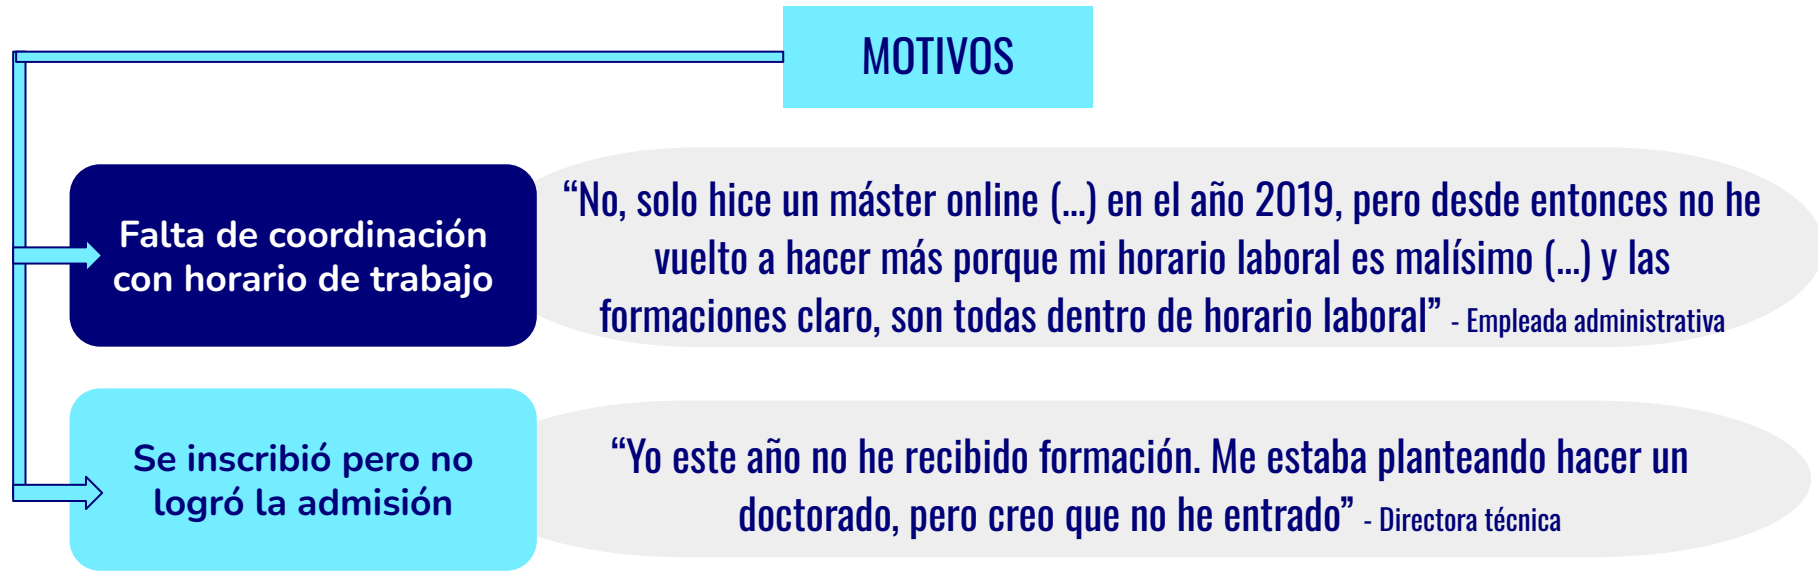 MOTIVOS
Falta de coordinación
con horario de trabajo
“No, solo hice un máster online (...) en el año 2019, pero desde entonces no he
vuelto a hacer más porque mi horario laboral es malísimo (...) y las
formaciones claro, son todas dentro de horario laboral” - Empleada administrativa
Se inscribió pero no
logró la admisión
“Yo este año no he recibido formación. Me estaba planteando hacer un
doctorado, pero creo que no he entrado” - Directora técnica